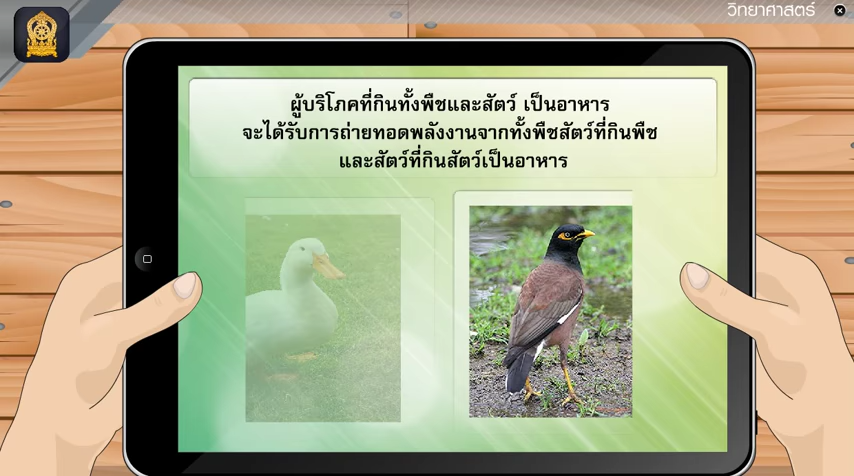 วิทยาศาสตร์
ผู้บริโภคที่กินทั้งพืชและสัตว์ เป็นอาหาร
จะได้รับการถ่ายทอดพลังงานจากทั้งพืชสัตว์ที่กินพืช
และสัตว์ที่กินสัตว์เป็นอาหาร